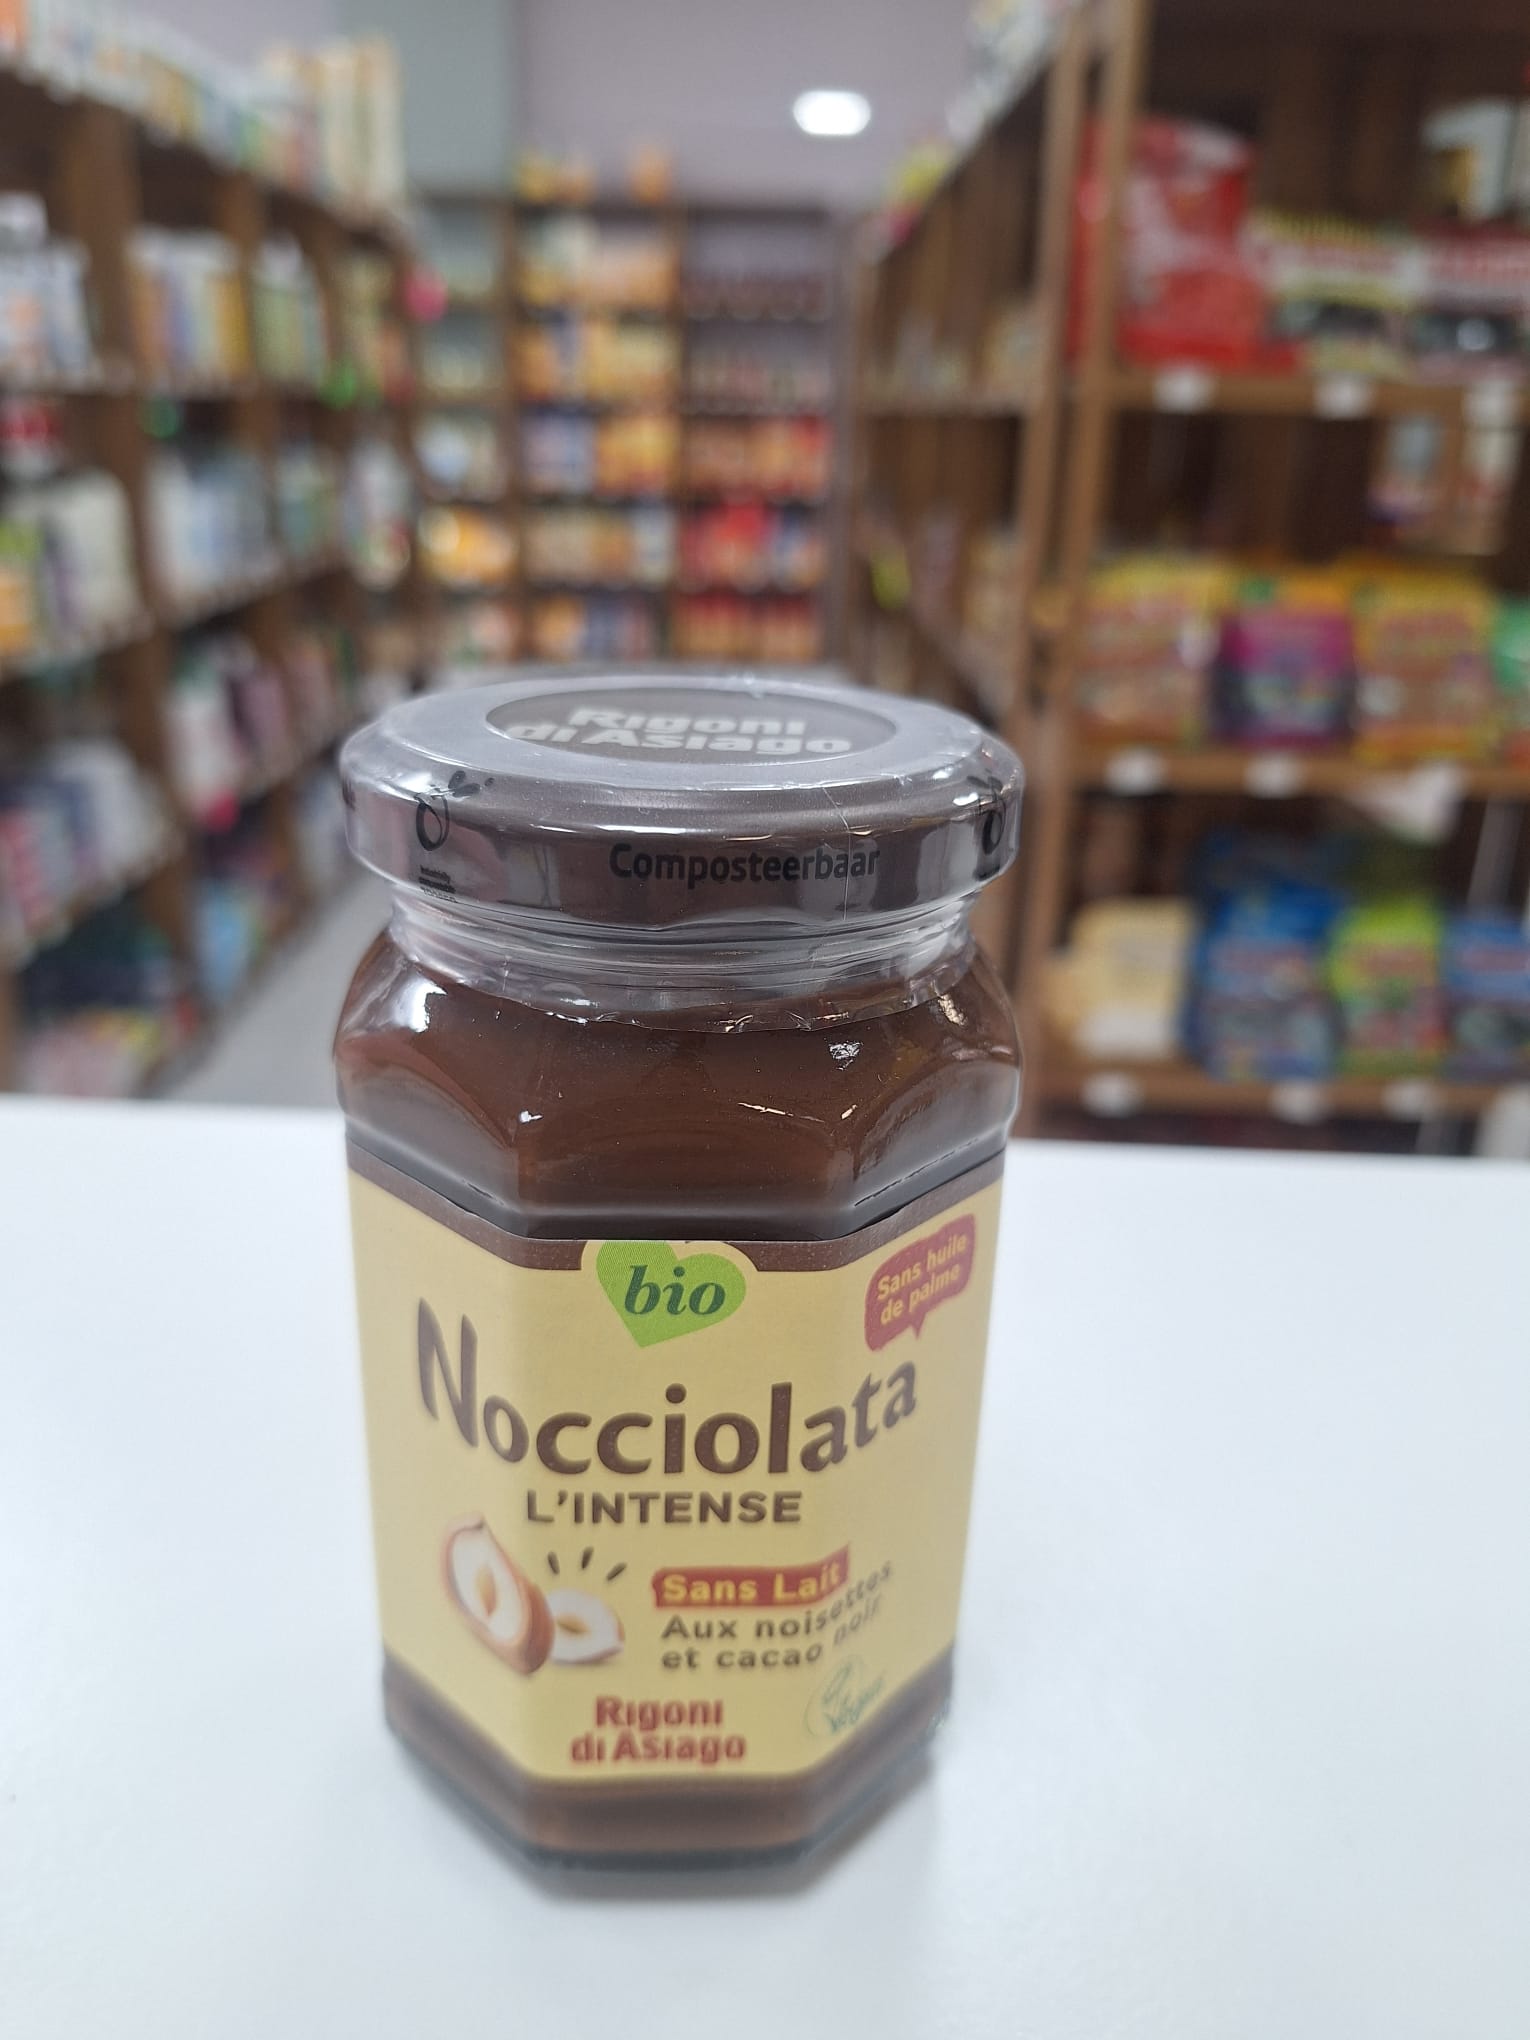 Rigoni
di Asiago
Composteerbaar
bio
Sans huile
de palme
Nocciolata
L'INTENSE
Sans Lait
Aux noisettes
et cacao noir
Vegan
Rigoni
di Asiago